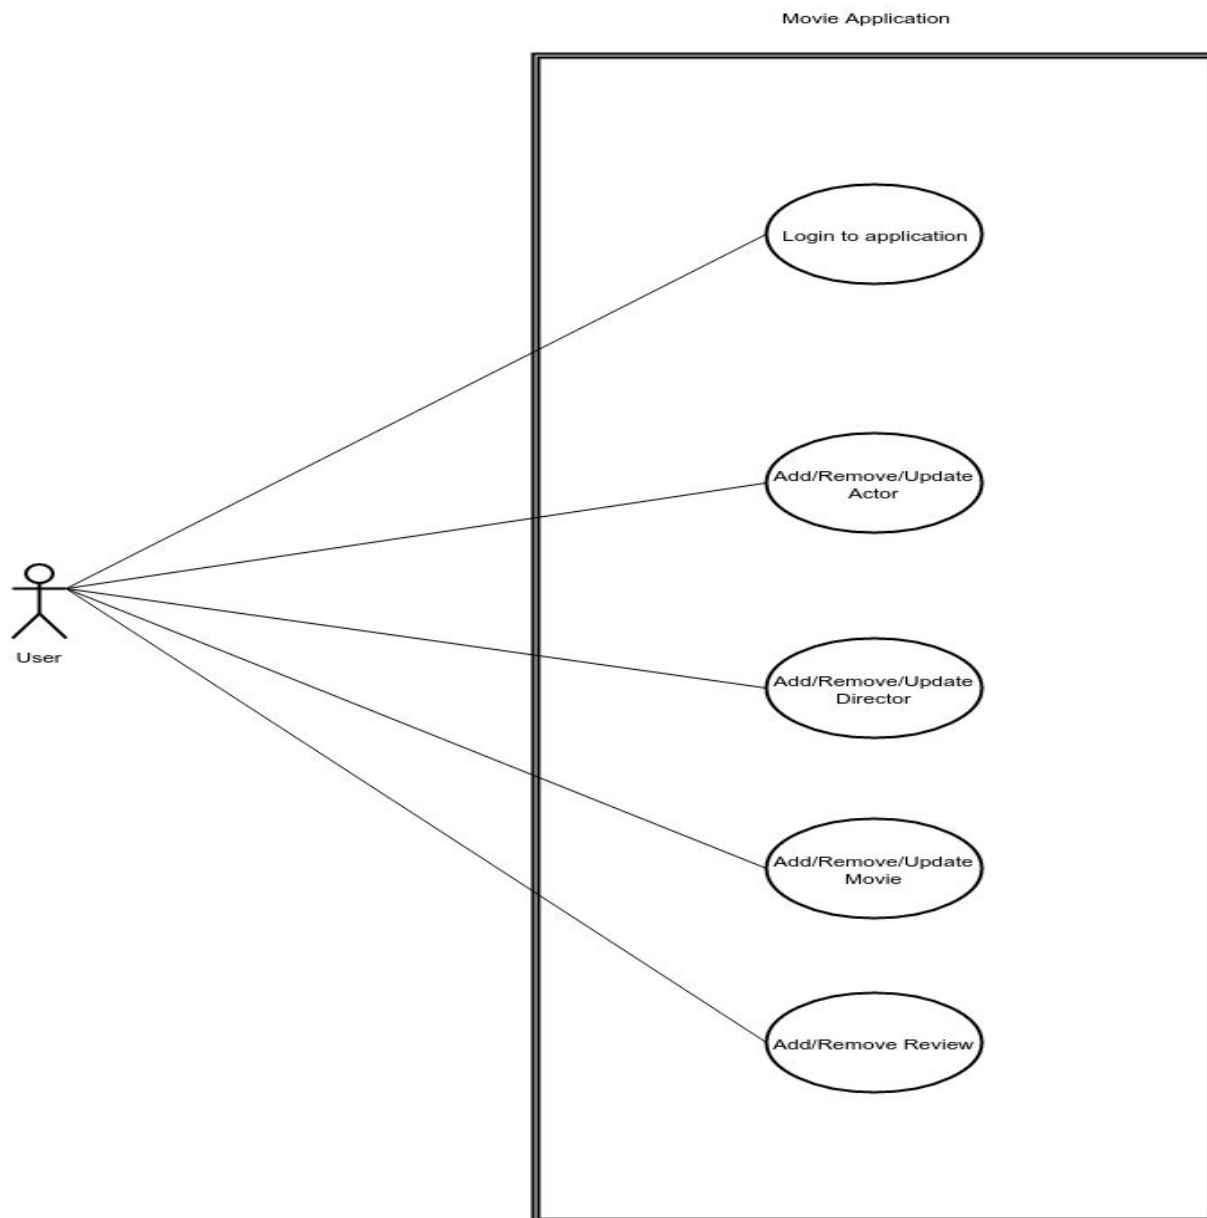 Movie Application
Login to application
Add/Remove/Update
Actor
User
Add/Remove/Update
Director
Add/Remove/Update
Movie
Add/Remove Review